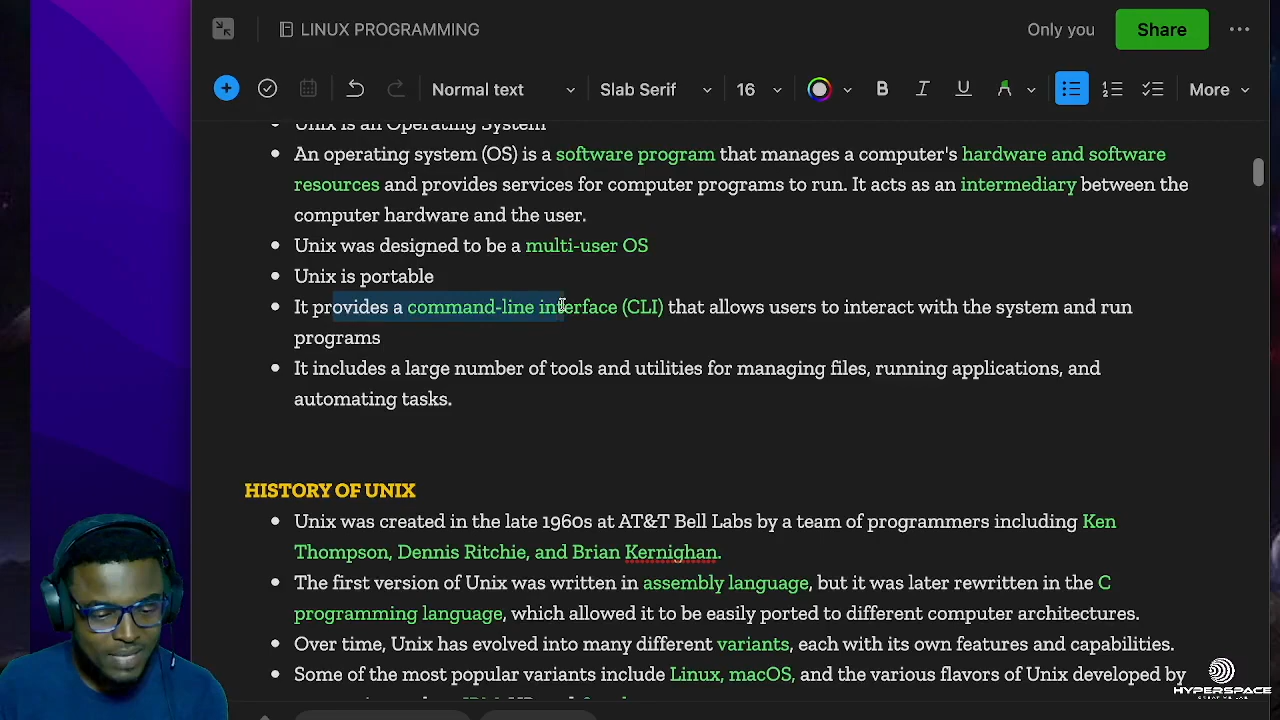 LINUX PROGRAMMING
Only you
Share
Normal text
Slab Serif
16
B I U
More
Unix is an Operating System
An operating system (OS) is a software program that manages a computer's hardware and software
resources and provides services for computer programs to run. It acts as an intermediary between the
computer hardware and the user.
Unix was designed to be a multi-user OS
Unix is portable
It provides a command-line interface (CLI) that allows users to interact with the system and run
programs
It includes a large number of tools and utilities for managing files, running applications, and
automating tasks.
HISTORY OF UNIX
Unix was created in the late 1960s at AT&T Bell Labs by a team of programmers including Ken
Thompson, Dennis Ritchie, and Brian Kernighan.
The first version of Unix was written in assembly language, but it was later rewritten in the C
programming language, which allowed it to be easily ported to different computer architectures.
Over time, Unix has evolved into many different variants, each with its own features and capabilities.
Some of the most popular variants include Linux, macOS, and the various flavors of Unix developed by
HYPERSPACE